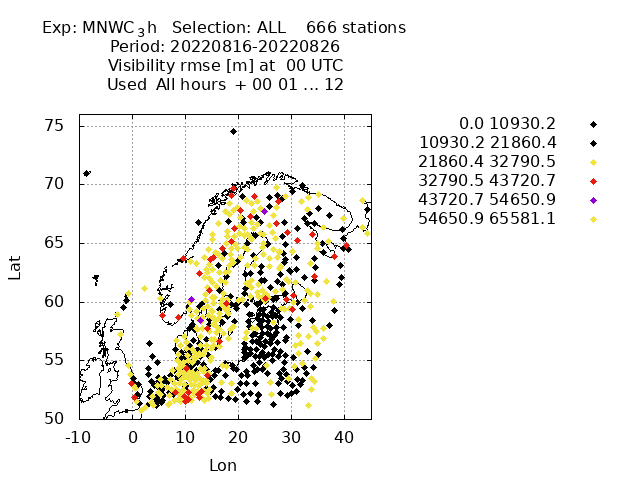 Exp: MNWC_3h   Selection: ALL    666 stations
Period: 20220816-20220826
Visibility rmse [m] at  00 UTC
Used  All hours  + 00 01 ... 12
0.0 10930.2
10930.2 21860.4
21860.4 32790.5
32790.5 43720.7
43720.7 54650.9
54650.9 65581.1
75
70
65
60
55
50
Lat
-10 0 10 20 30 40
Lon